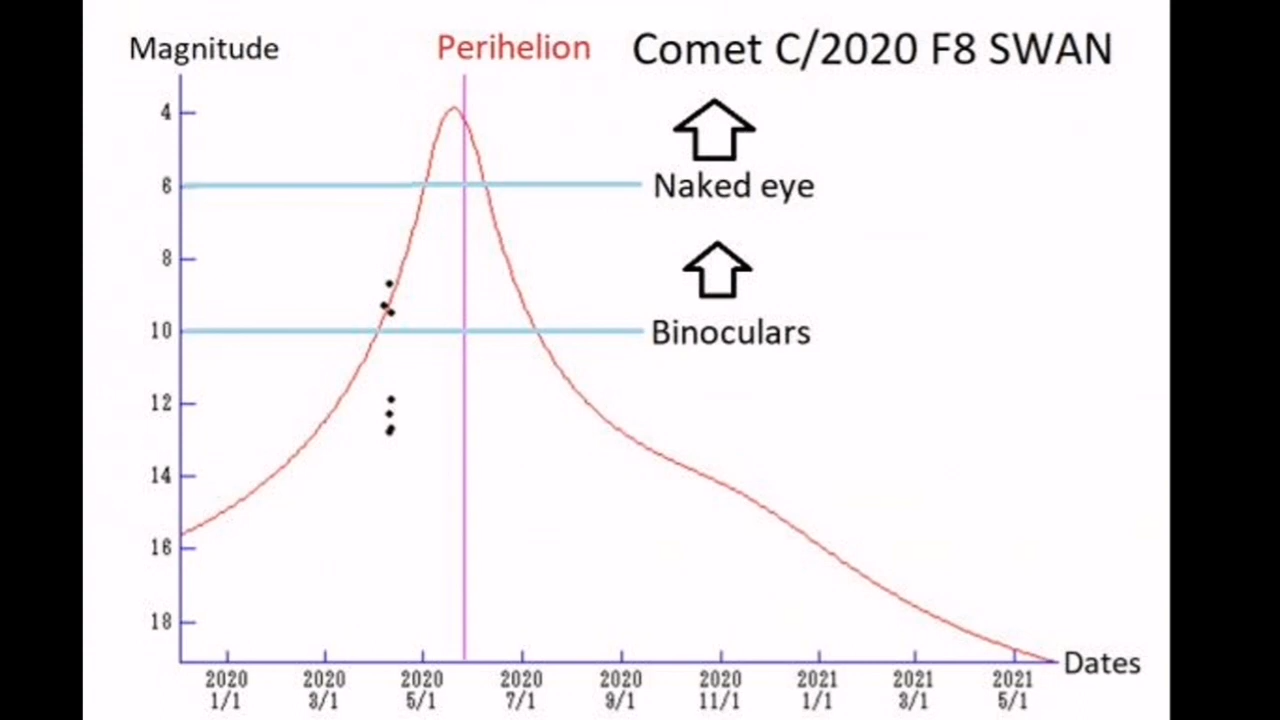 Magnitude
Perihelion
Comet C/2020 F8 SWAN
4
6
Naked eye
8
10
Binoculars
12
14
16
18
Dates
2020 2020 2020 2020 2020 2020 2021 2021 2021
1/1 3/1 5/1 7/1 9/1 11/1 1/1 3/1 5/1